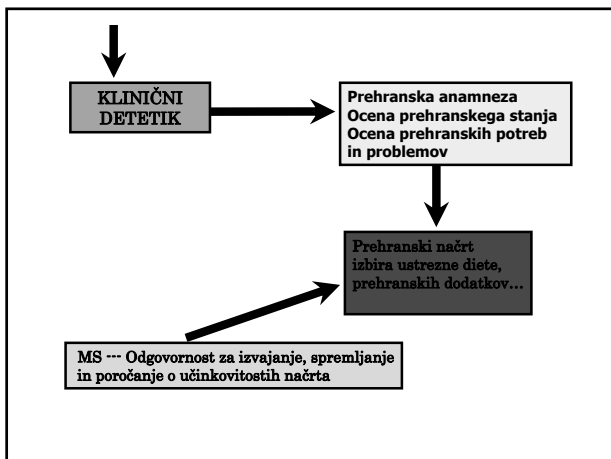 KLINIČNI
DETETIK
Prehranska anamneza
Ocena prehranskega stanja
Ocena prehranskih potreb
in problemov
Prehranski načrt
izbira ustrezne diete,
prehranskih dodatkov...
MS --- Odgovornost za izvajanje, spremljanje
in poročanje o učinkovitostih načrta